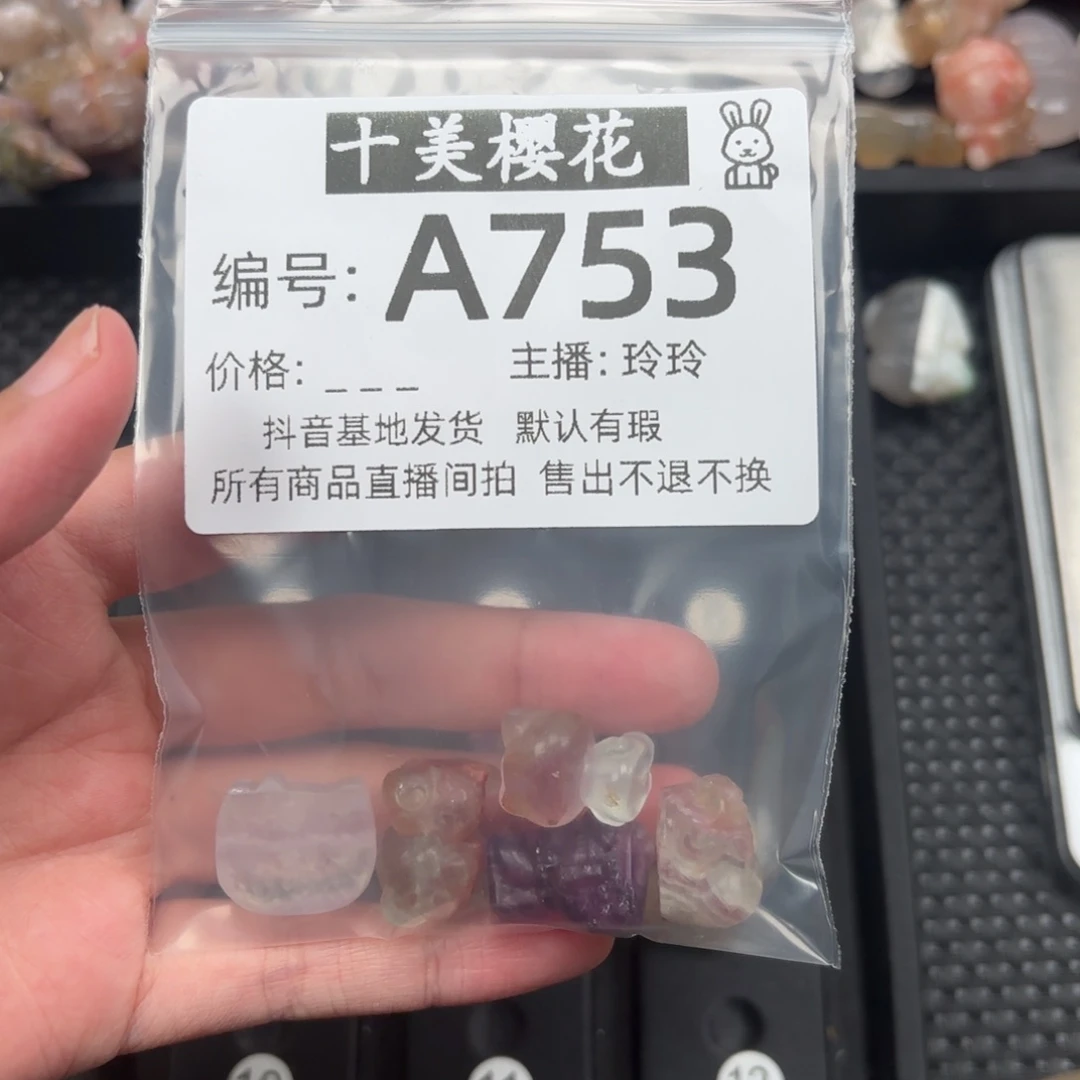 十美樱花
编号: A753
价格: _ _ _ 主播: 玲玲
抖音基地发货 默认有瑕
所有商品直播间拍 售出不退不换
11